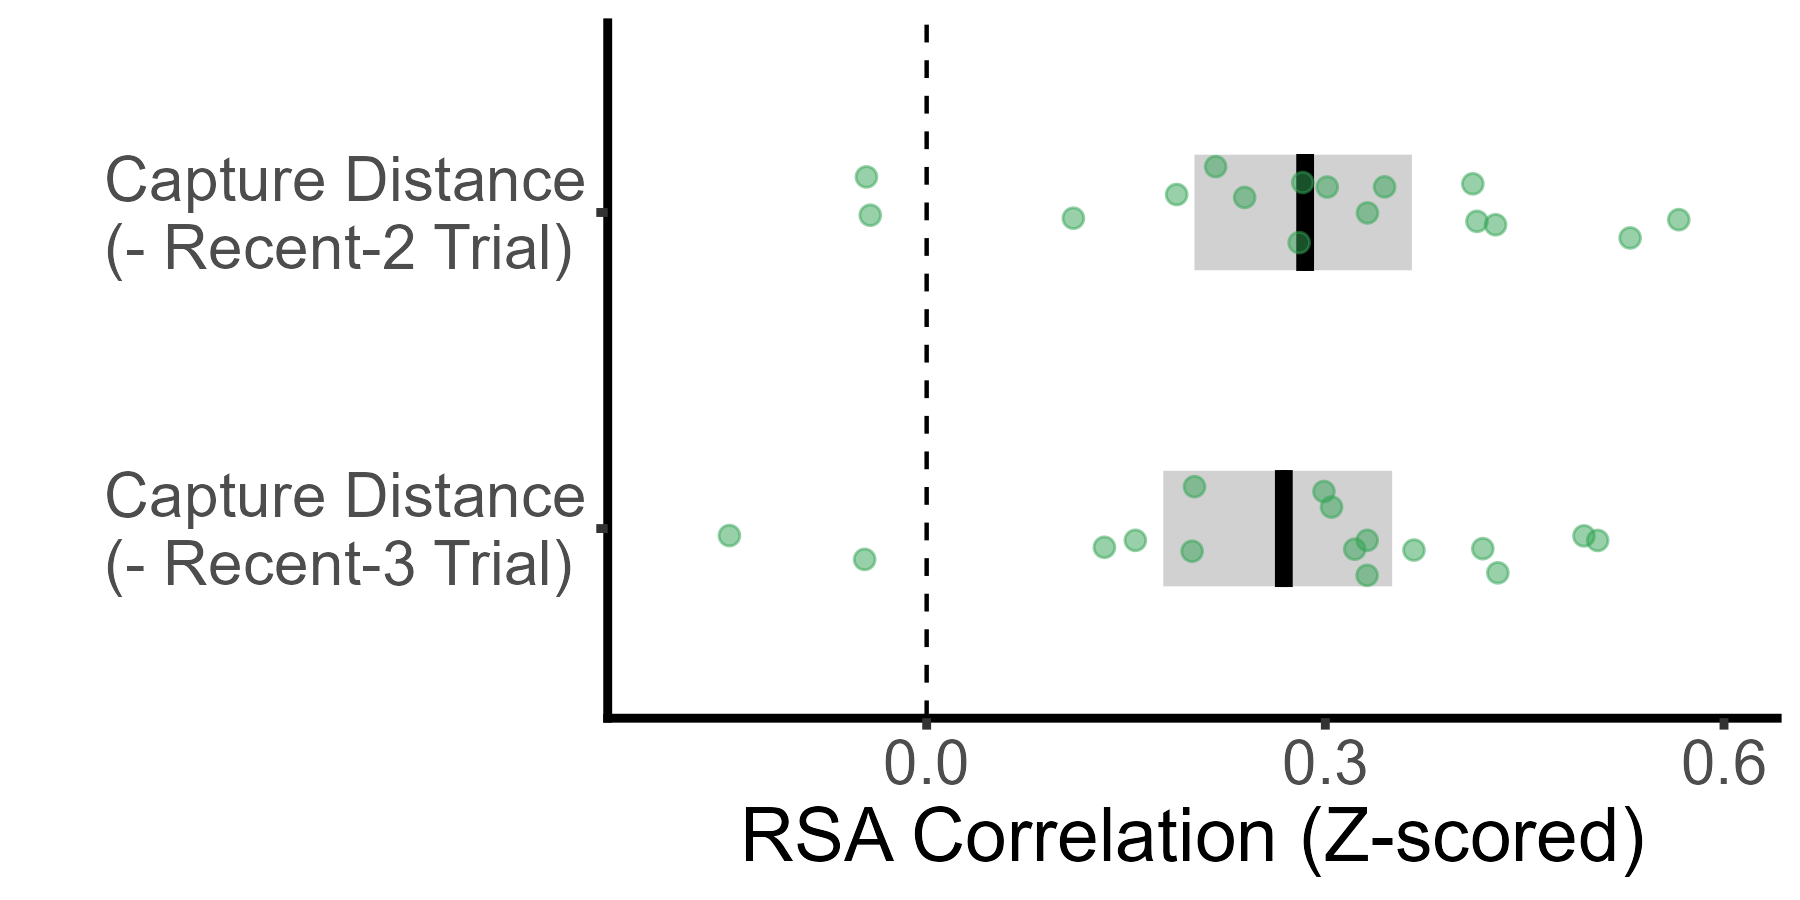 Capture Distance
(- Recent-2 Trial)
Capture Distance
(- Recent-3 Trial)
0.0
0.3
0.6
RSA Correlation (Z-scored)